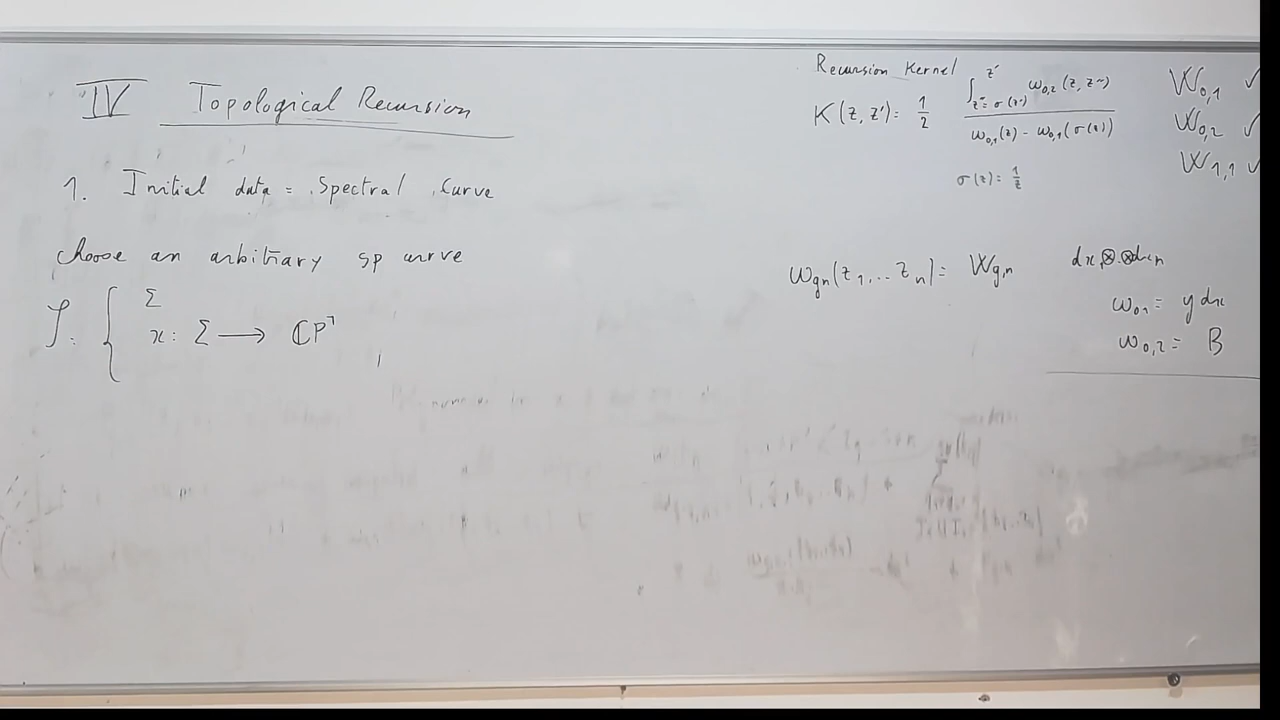 IV Topological Recursion
1. Initial data = Spectral Curve
Choose an arbitrary sp curve
𝒮: { Σ
x: Σ ⟶ ℂP¹
Recursion Kernel
K(z, z') = 1/2 ∫_{z''=σ(z')}^{z'} ω_{0,2}(z, z'') / (ω_{0,1}(z) - ω_{0,1}(σ(z)))
σ(z) = 1/z
W_{0,1} ✓
W_{0,2} ✓
W_{1,1} ✓
ω_{gn}(z_1, .. z_n) = W_{g,n} dx_1 ⊗..⊗ dx_n
ω_{0,1} = y dx
ω_{0,2} = B